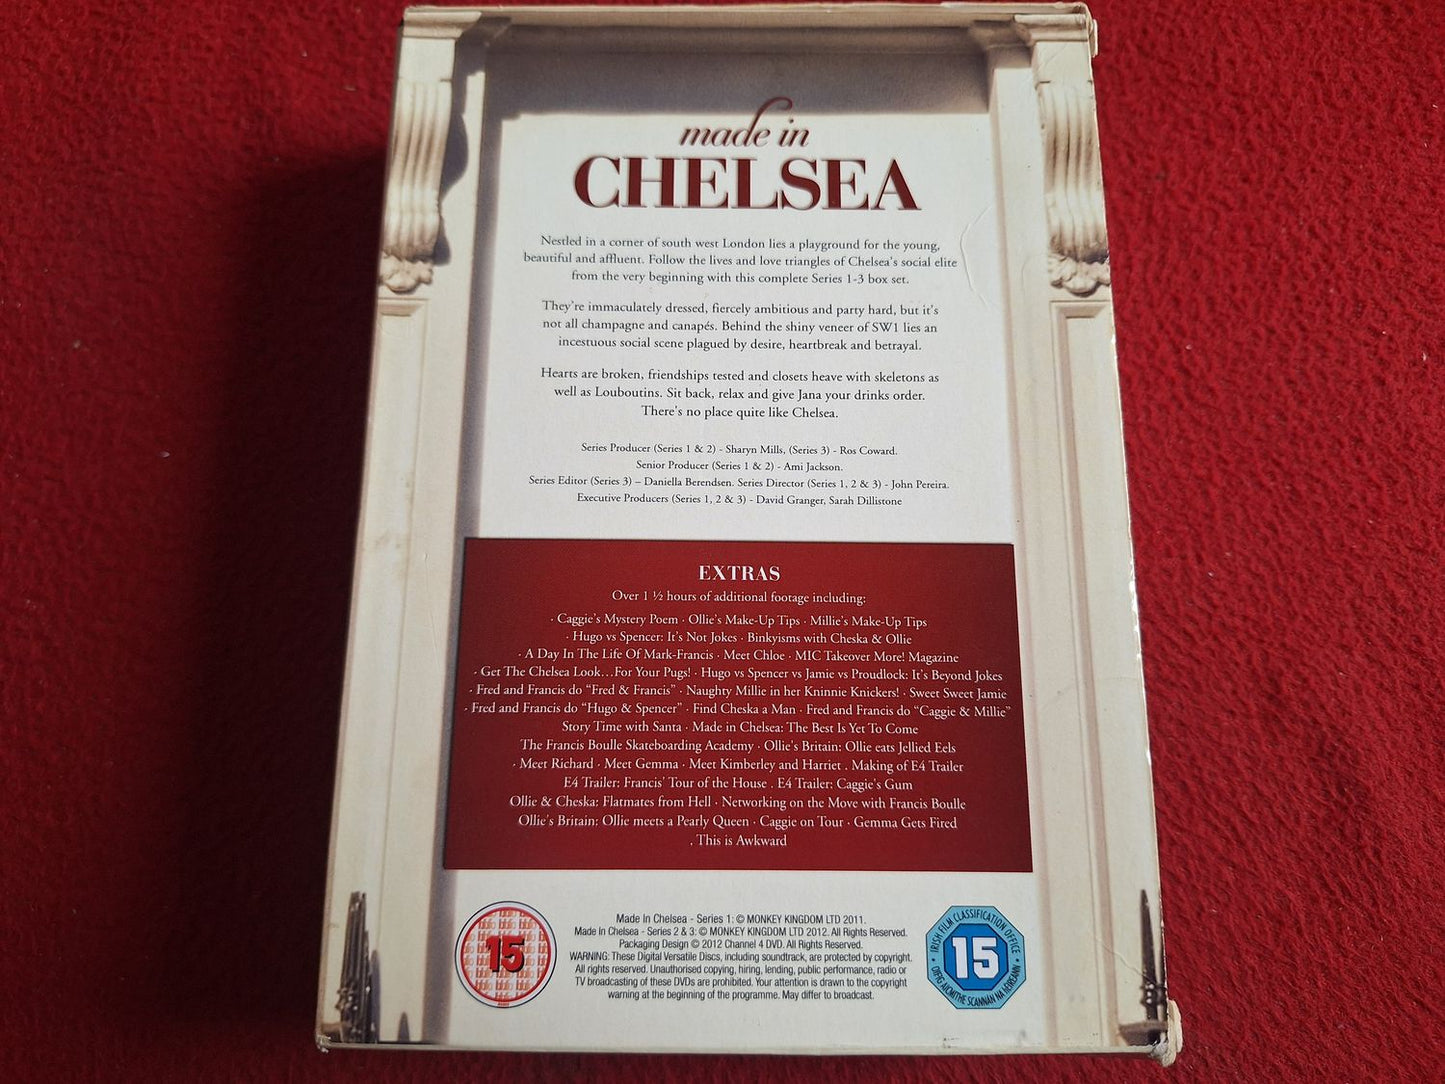 made in
CHELSEA
Nestled in a corner of south west London lies a playground for the young,
beautiful and affluent. Follow the lives and love triangles of Chelsea's social elite
from the very beginning with this complete Series 1-3 box set.
They're immaculately dressed, fiercely ambitious and party hard, but it's
not all champagne and canapés. Behind the shiny veneer of SW1 lies an
incestuous social scene plagued by desire, heartbreak and betrayal.
Hearts are broken, friendships tested and closets heave with skeletons as
well as Louboutins. Sit back, relax and give Jana your drinks order.
There's no place quite like Chelsea.
Series Producer (Series 1 & 2) - Sharyn Mills, (Series 3) - Ros Coward.
Senior Producer (Series 1 & 2) - Ami Jackson.
Series Editor (Series 3) – Daniella Berendsen. Series Director (Series 1, 2 & 3) - John Pereira.
Executive Producers (Series 1, 2 & 3) - David Granger, Sarah Dillistone
EXTRAS
Over 1 ½ hours of additional footage including:
· Caggie's Mystery Poem · Ollie's Make-Up Tips · Millie's Make-Up Tips
· Hugo vs Spencer: It's Not Jokes · Binkyisms with Cheska & Ollie
· A Day In The Life Of Mark-Francis · Meet Chloe · MIC Takeover More! Magazine
· Get The Chelsea Look...For Your Pugs! · Hugo vs Spencer vs Jamie vs Proudlock: It's Beyond Jokes
· Fred and Francis do "Fred & Francis" · Naughty Millie in her Kninnie Knickers! · Sweet Sweet Jamie
· Fred and Francis do "Hugo & Spencer" · Find Cheska a Man · Fred and Francis do "Caggie & Millie"
Story Time with Santa · Made in Chelsea: The Best Is Yet To Come
The Francis Boulle Skateboarding Academy · Ollie's Britain: Ollie eats Jellied Eels
· Meet Richard · Meet Gemma · Meet Kimberley and Harriet . Making of E4 Trailer
E4 Trailer: Francis' Tour of the House . E4 Trailer: Caggie's Gum
Ollie & Cheska: Flatmates from Hell · Networking on the Move with Francis Boulle
Ollie's Britain: Ollie meets a Pearly Queen · Caggie on Tour · Gemma Gets Fired
. This is Awkward
15
Made In Chelsea - Series 1: © MONKEY KINGDOM LTD 2011.
Made In Chelsea - Series 2 & 3: © MONKEY KINGDOM LTD 2012. All Rights Reserved.
Packaging Design © 2012 Channel 4 DVD. All Rights Reserved.
WARNING: These Digital Versatile Discs, including soundtrack, are protected by copyright.
All rights reserved. Unauthorised copying, hiring, lending, public performance, radio or
TV broadcasting of these DVDs are prohibited. Your attention is drawn to the copyright
warning at the beginning of the programme. May differ to broadcast.
IRISH FILM CLASSIFICATION OFFICE
15
OIFIG AICMITHE SCANNÁN NA hÉIREANN